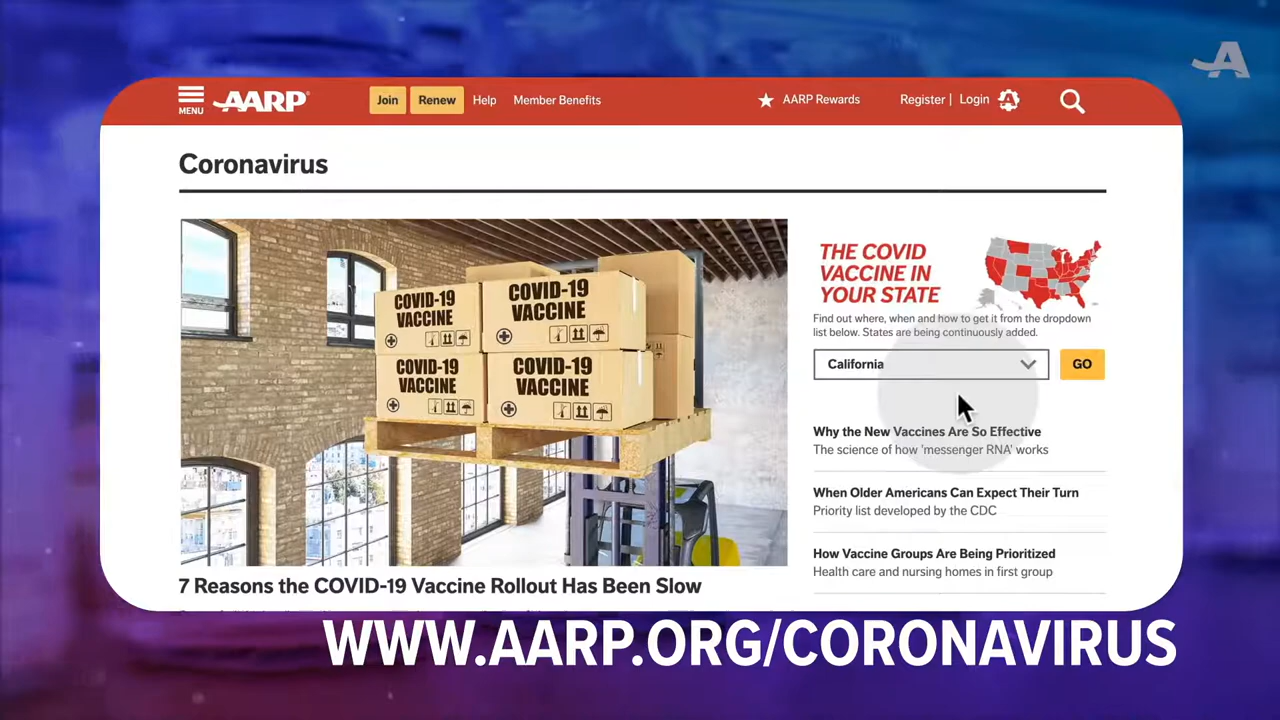 MENU
AARP
Join
Renew
Help
Member Benefits
AARP Rewards
Register |
Login
Coronavirus
COVID-19
VACCINE
COVID-19
VACCINE
COVID-19
VACCINE
COVID-19
VACCINE
THE COVID
VACCINE IN
YOUR STATE
Find out where, when and how to get it from the dropdown
list below. States are being continuously added.
California
GO
Why the New Vaccines Are So Effective
The science of how 'messenger RNA' works
When Older Americans Can Expect Their Turn
Priority list developed by the CDC
How Vaccine Groups Are Being Prioritized
Health care and nursing homes in first group
7 Reasons the COVID-19 Vaccine Rollout Has Been Slow
WWW.AARP.ORG/CORONAVIRUS